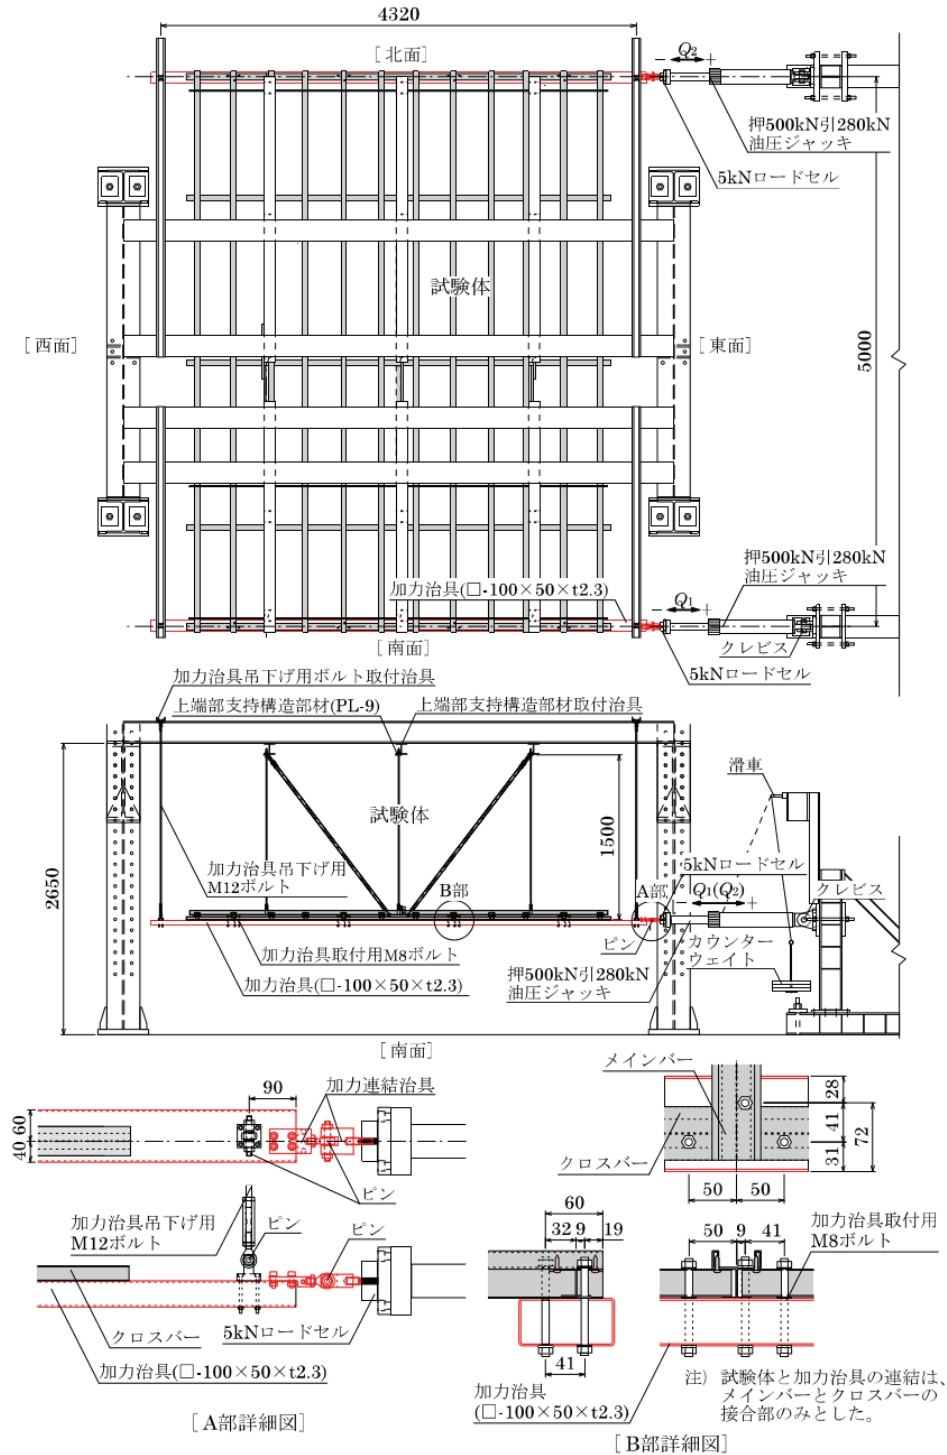 4320
[北面]
− Q2 +
押500kN引280kN
油圧ジャッキ
5kNロードセル
試験体
[西面]
[東面]
5000
押500kN引280kN
油圧ジャッキ
加力治具(□-100×50×t2.3)
− Q1 +
クレビス
[南面]
5kNロードセル
加力治具吊下げ用ボルト取付治具
上端部支持構造部材(PL-9)
上端部支持構造部材取付治具
滑車
試験体
1500
2650
5kNロードセル
加力治具吊下げ用
M12ボルト
B部
A部
− Q1(Q2) +
クレビス
ピン
カウンター
ウェイト
加力治具取付用M8ボルト
押500kN引280kN
油圧ジャッキ
加力治具(□-100×50×t2.3)
[南面]
メインバー
90
加力連結治具
28
60
41
72
40
31
クロスバー
ピン
50
50
60
加力治具吊下げ用
M12ボルト
ピン
ピン
32
9
19
50
9
41
加力治具取付用
M8ボルト
クロスバー
5kNロードセル
加力治具(□-100×50×t2.3)
41
加力治具
(□-100×50×t2.3)
注) 試験体と加力治具の連結は、
メインバーとクロスバーの
接合部のみとした。
[A部詳細図]
[B部詳細図]